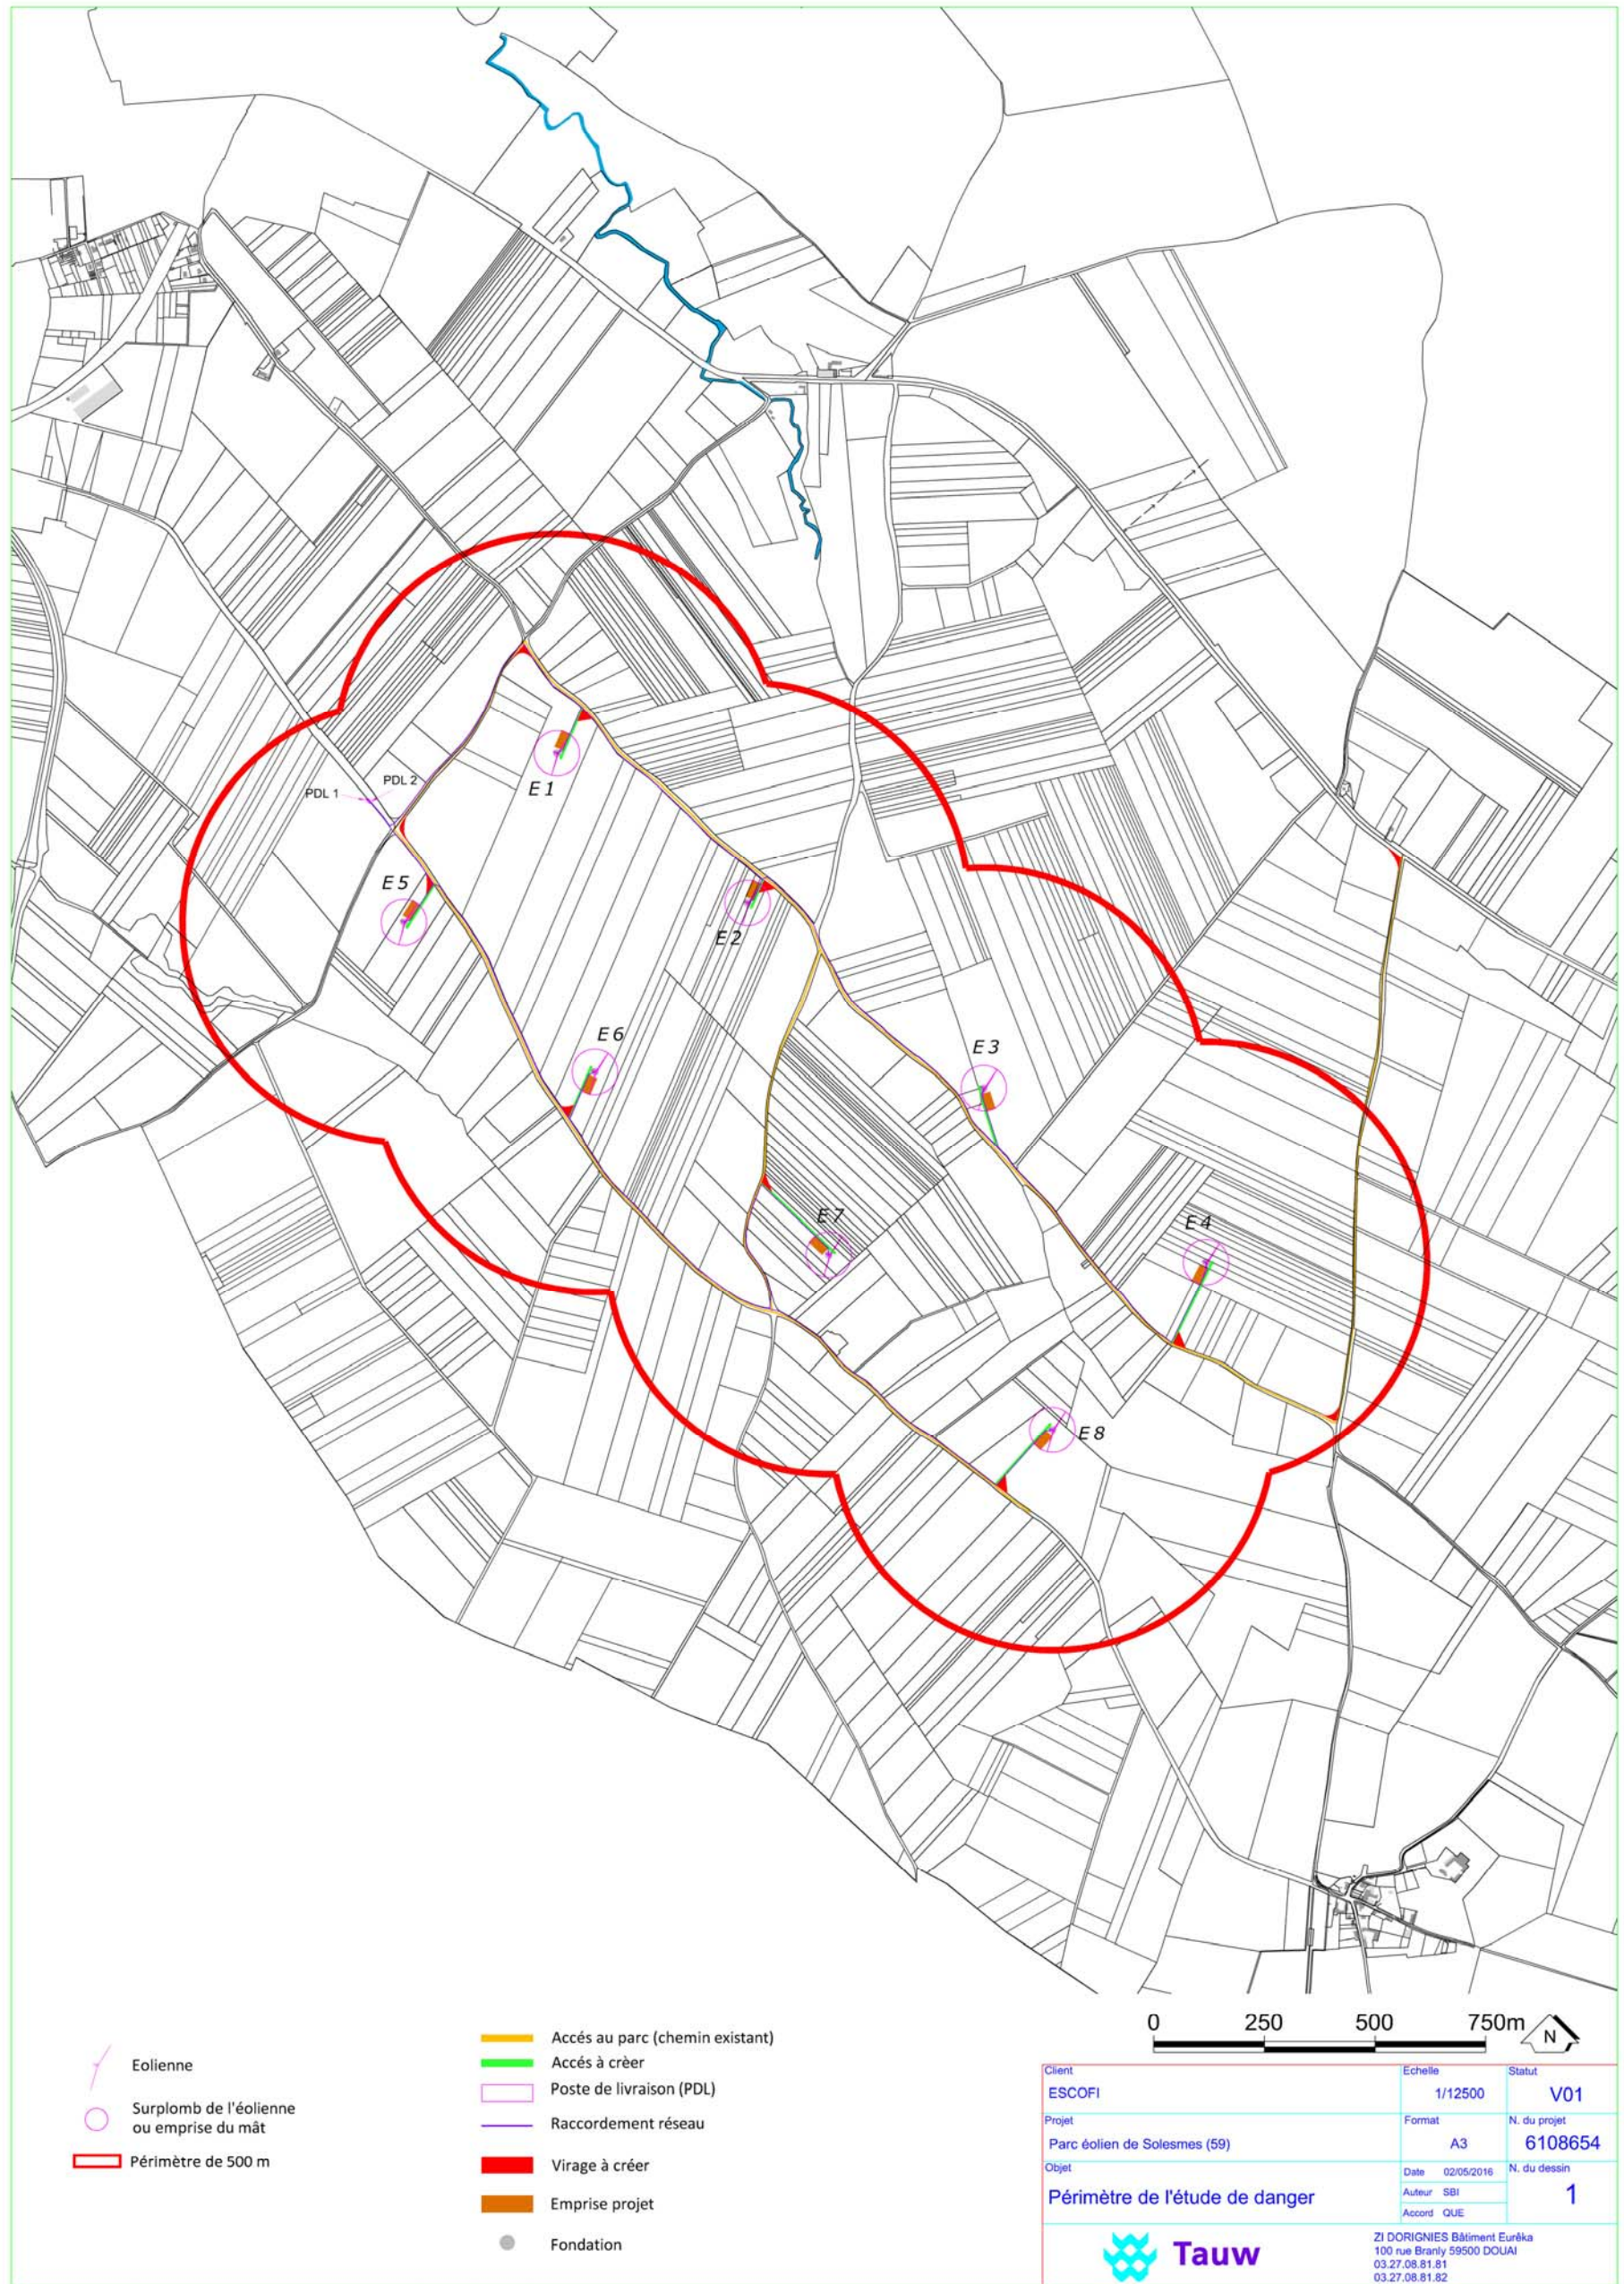 PDL 1
PDL 2
E 1
E 5
E 2
E 6
E 3
E 7
E 4
E 8
0 250 500 750m
N
Eolienne
Surplomb de l'éolienne
ou emprise du mât
Périmètre de 500 m
Accés au parc (chemin existant)
Accés à crèer
Poste de livraison (PDL)
Raccordement réseau
Virage à créer
Emprise projet
Fondation
Client
ESCOFI
Echelle
1/12500
Statut
V01
Projet
Parc éolien de Solesmes (59)
Format
A3
N. du projet
6108654
Objet
Périmètre de l'étude de danger
Date 02/05/2016
Auteur SBI
Accord QUE
N. du dessin
1
Tauw
ZI DORIGNIES Bâtiment Eurêka
100 rue Branly 59500 DOUAI
03.27.08.81.81
03.27.08.81.82